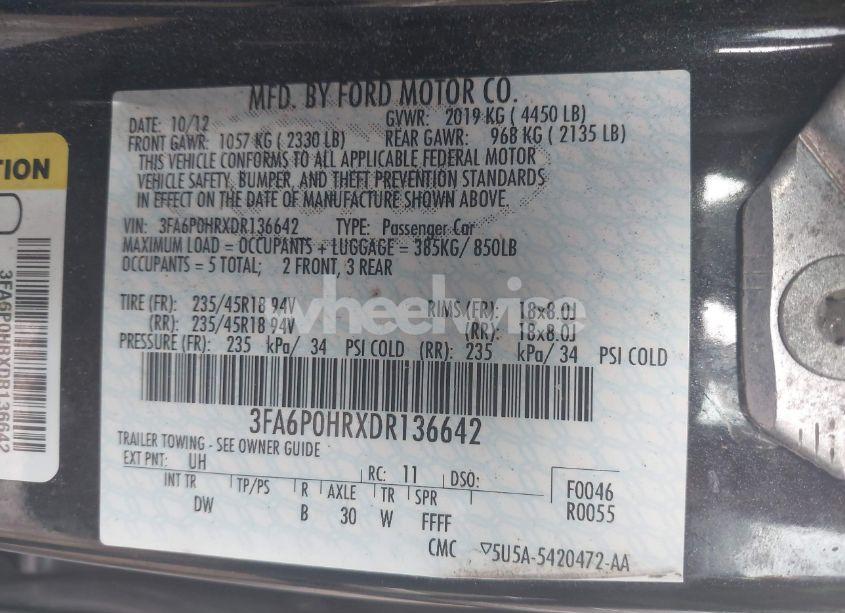 MFD. BY FORD MOTOR CO.
DATE: 10/12 GVWR: 2019 KG ( 4450 LB)
FRONT GAWR: 1057 KG ( 2330 LB) REAR GAWR: 968 KG ( 2135 LB)
THIS VEHICLE CONFORMS TO ALL APPLICABLE FEDERAL MOTOR
VEHICLE SAFETY, BUMPER, AND THEFT PREVENTION STANDARDS
IN EFFECT ON THE DATE OF MANUFACTURE SHOWN ABOVE.
VIN: 3FA6P0HRXDR136642 TYPE: Passenger Car
MAXIMUM LOAD = OCCUPANTS + LUGGAGE = 385KG/ 850LB
OCCUPANTS = 5 TOTAL; 2 FRONT, 3 REAR
TIRE (FR): 235/45R18 94V RIMS (FR): 18x8.0J
(RR): 235/45R18 94V (RR): 18x8.0J
PRESSURE (FR): 235 kPa/ 34 PSI COLD (RR): 235 kPa/ 34 PSI COLD
3FA6P0HRXDR136642
TRAILER TOWING - SEE OWNER GUIDE
EXT PNT: UH RC: 11 DSO:
INT TR TP/PS R AXLE TR SPR F0046
DW B 30 W FFFF R0055
CMC 5U5A-5420472-AA
TION
3FA6P0HRXDR136642
wheelwise